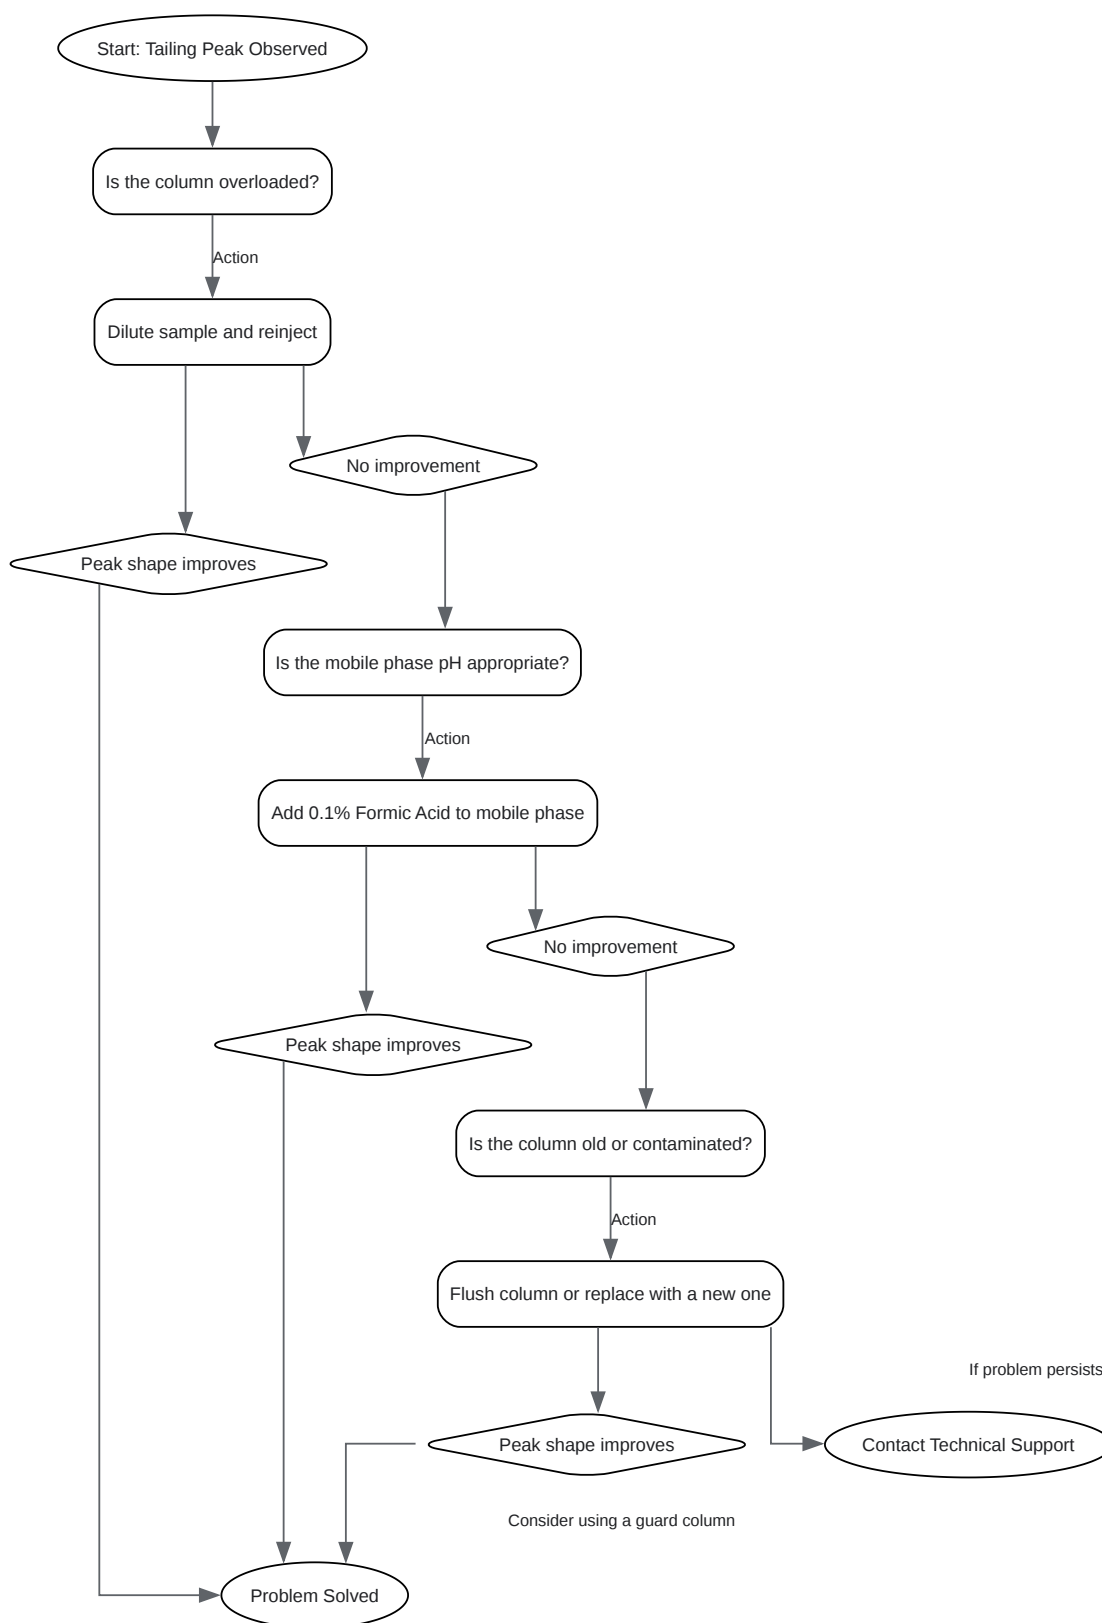 Start: Tailing Peak Observed
Is the column overloaded?
Action
Dilute sample and reinject
No improvement
Peak shape improves
Is the mobile phase pH appropriate?
Action
Add 0.1% Formic Acid to mobile phase
No improvement
Peak shape improves
Is the column old or contaminated?
Action
Flush column or replace with a new one
If problem persists
Peak shape improves
Contact Technical Support
Consider using a guard column
Problem Solved